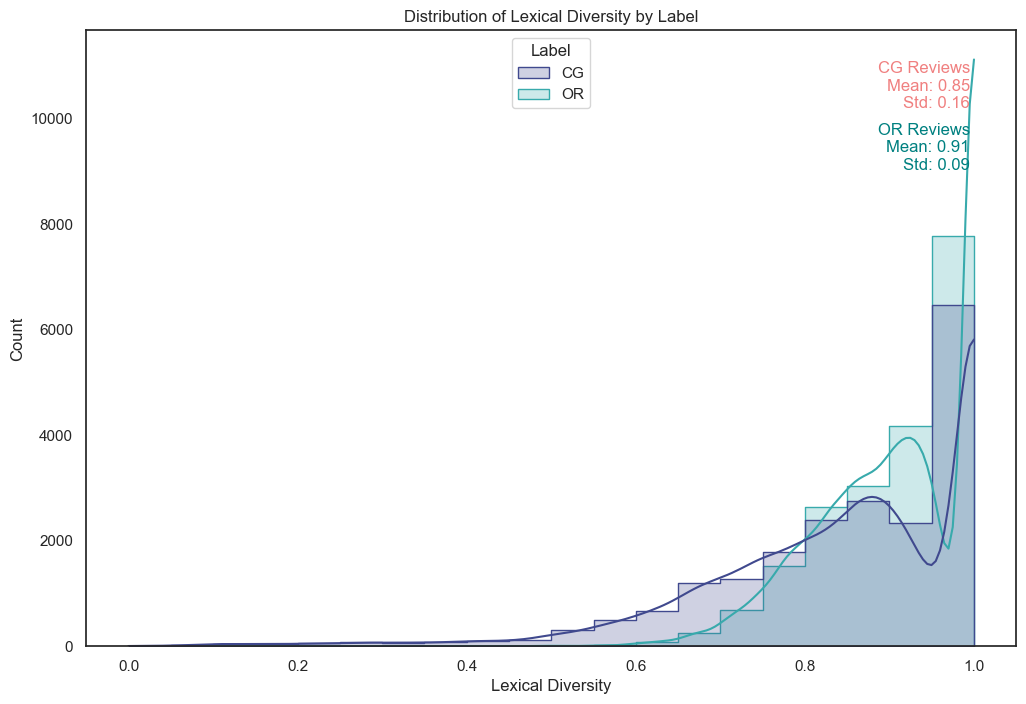 Distribution of Lexical Diversity by Label
Label
CG
OR
CG Reviews
Mean: 0.85
Std: 0.16
OR Reviews
Mean: 0.91
Std: 0.09
Count
10000
8000
6000
4000
2000
0
0.0 0.2 0.4 0.6 0.8 1.0
Lexical Diversity